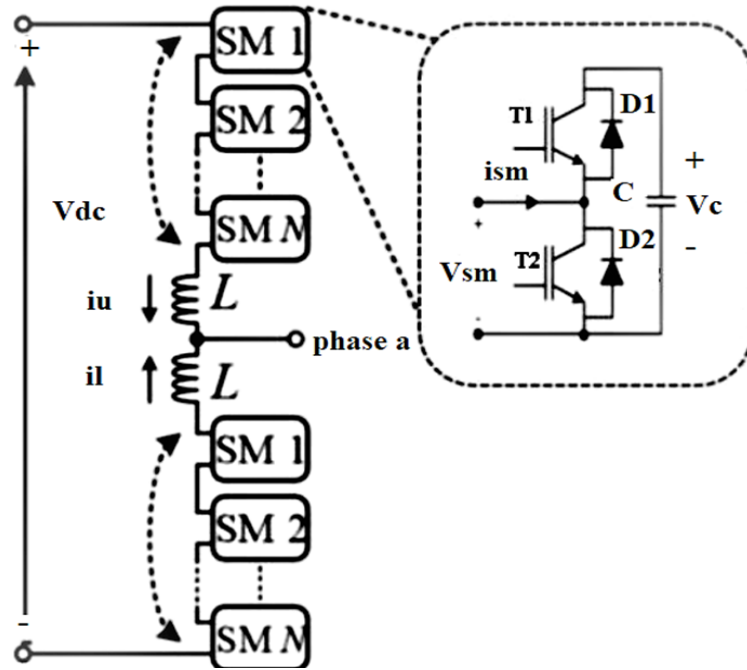 +
SM 1
SM 2
SM N
Vdc
iu
L
phase a
il
L
SM 1
SM 2
SM N
-
-
T1
D1
ism
C
+
Vc
-
+
Vsm
T2
D2
-